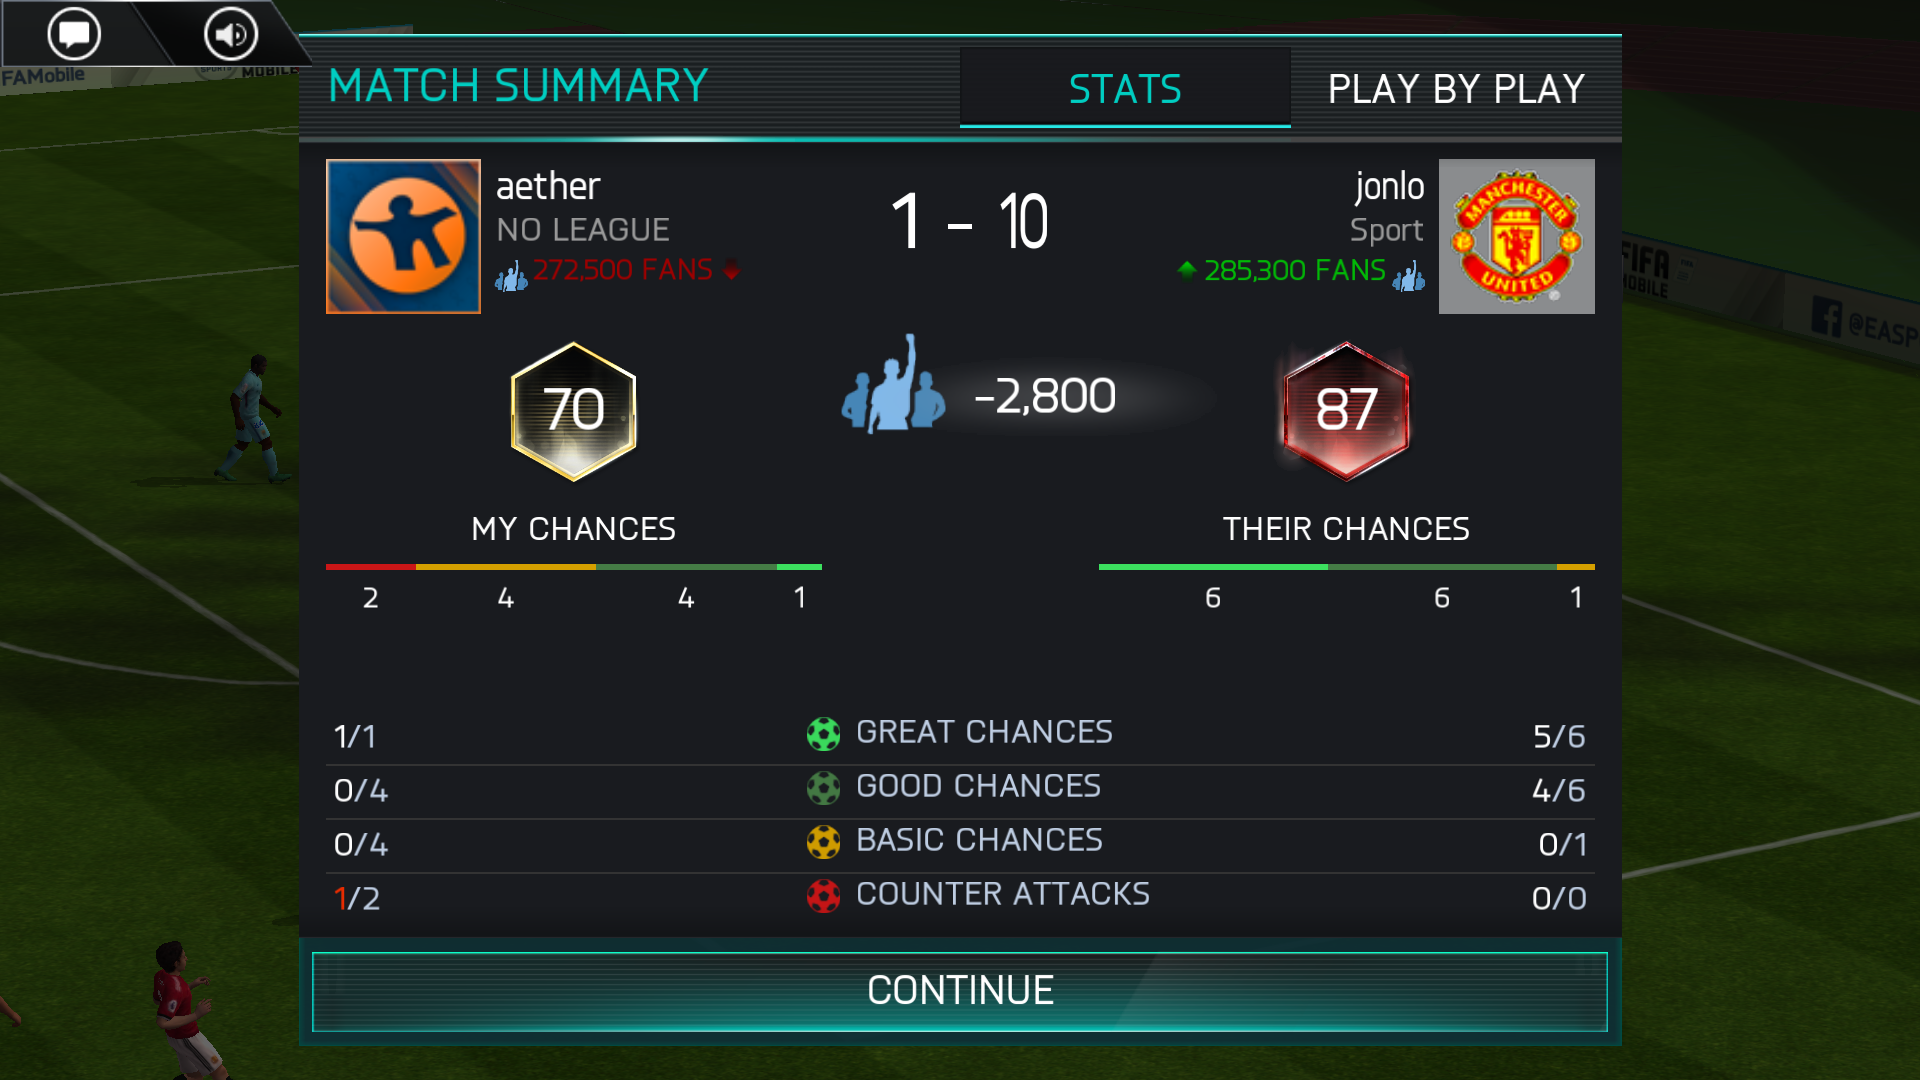 FAMobile
SPORTS
MOBILE
MATCH SUMMARY
STATS
PLAY BY PLAY
aether
NO LEAGUE
272,500 FANS
1 - 10
jonlo
Sport
285,300 FANS
MANCHESTER
UNITED
FIFA
MOBILE
@EASP
70
-2,800
87
MY CHANCES
THEIR CHANCES
2 4 4 1
6 6 1
1/1 GREAT CHANCES 5/6
0/4 GOOD CHANCES 4/6
0/4 BASIC CHANCES 0/1
1/2 COUNTER ATTACKS 0/0
CONTINUE